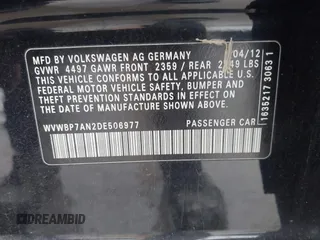 MFD BY VOLKSWAGEN AG GERMANY 04/12
GVWR 4497 GAWR FRONT 2359 / REAR 2249 LBS
THIS VEHICLE CONFORMS TO ALL APPLICABLE U.S.
FEDERAL MOTOR VEHICLE SAFETY, BUMPER AND
THEFT PREVENTION STANDARDS IN EFFECT ON
THE DATE OF MANUFACTURE SHOWN ABOVE.
WVWBP7AN2DE506977 PASSENGER CAR
1635217 3063 1
© DREAMBID